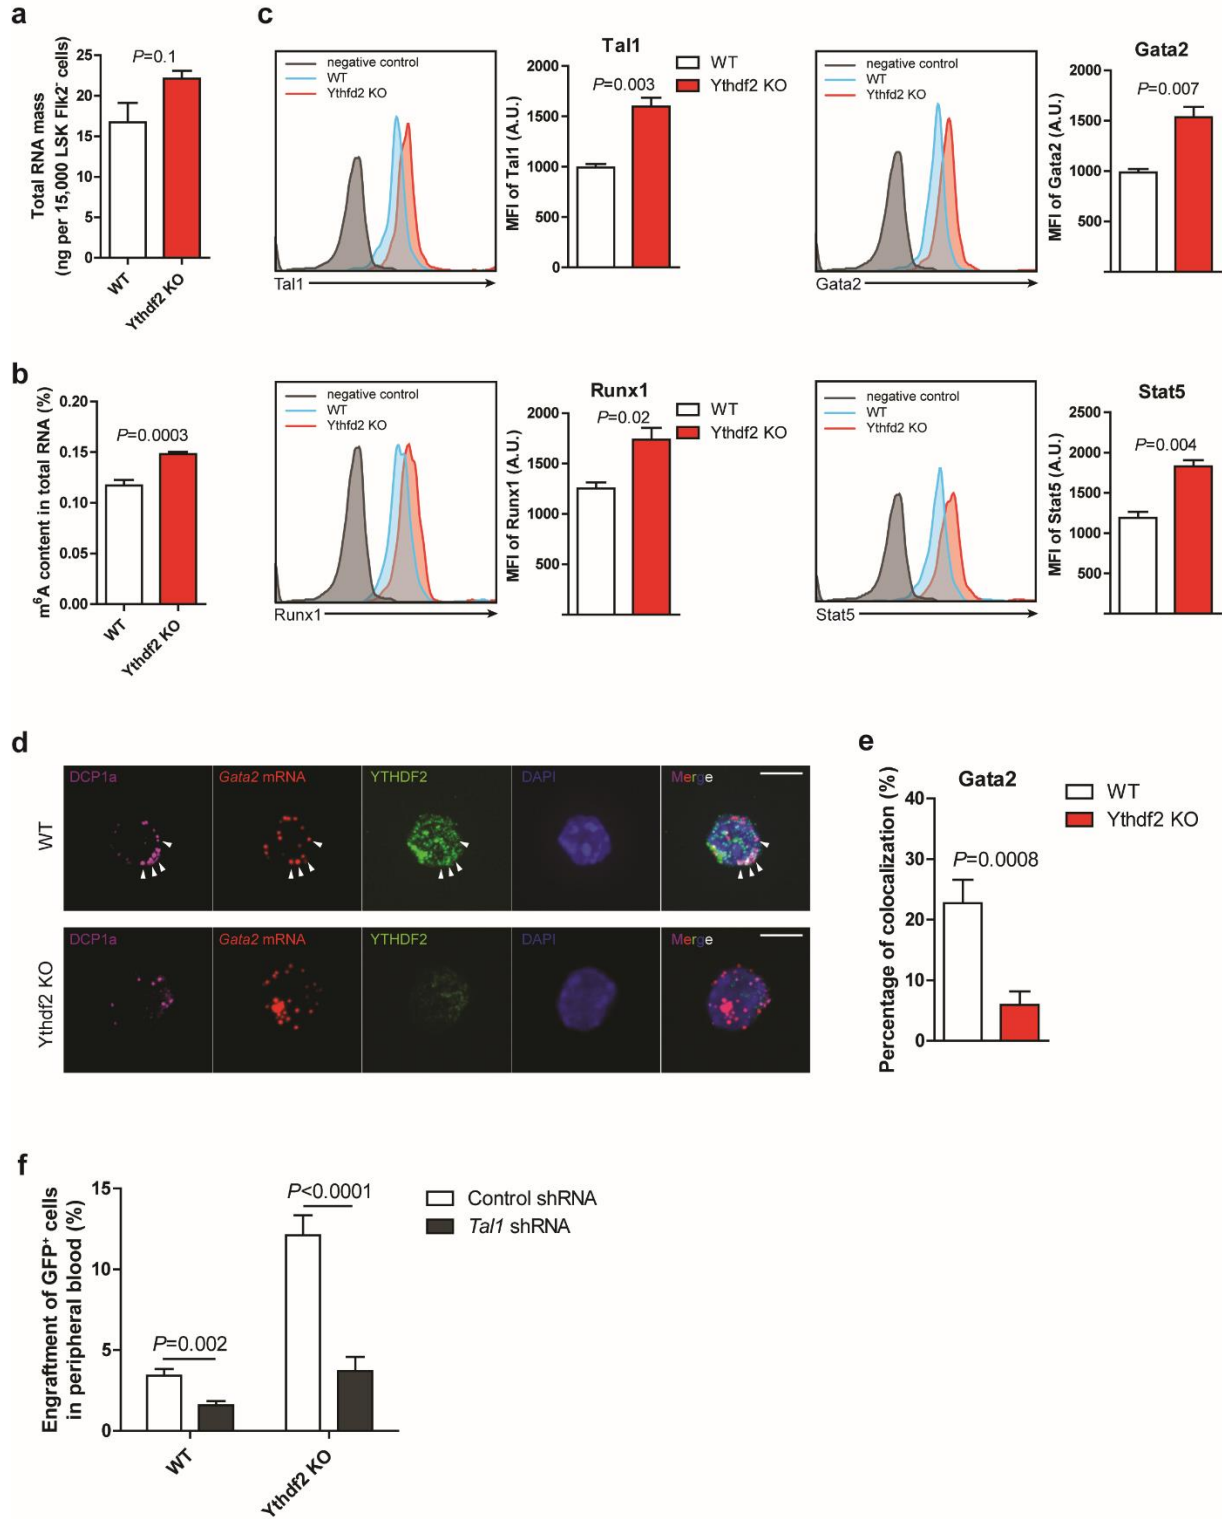 a
Total RNA mass
(ng per 15,000 LSK Flk2⁻ cells)
25
20
15
10
5
0
P=0.1
WT
Ythdf2 KO
c
negative control
WT
Ythfd2 KO
Tal1
Tal1
MFI of Tal1 (A.U.)
2000
1500
1000
500
0
P=0.003
WT
Ythdf2 KO
negative control
WT
Ythfd2 KO
Gata2
Gata2
MFI of Gata2 (A.U.)
2000
1500
1000
500
P=0.007
b
m⁶A content in total RNA (%)
0.20
0.15
0.10
0.05
0.00
P=0.0003
WT
Ythdf2 KO
negative control
WT
Ythfd2 KO
Runx1
Runx1
MFI of Runx1 (A.U.)
2000
1500
1000
500
P=0.02
WT
Ythdf2 KO
negative control
WT
Ythfd2 KO
Stat5
Stat5
MFI of Stat5 (A.U.)
2500
2000
1500
1000
500
P=0.004
d
WT
DCP1a
Gata2 mRNA
YTHDF2
DAPI
Merge
Ythdf2 KO
DCP1a
Gata2 mRNA
YTHDF2
DAPI
Merge
e
Gata2
Percentage of colocalization (%)
40
30
20
10
0
P=0.0008
WT
Ythdf2 KO
f
Engraftment of GFP⁺ cells
in peripheral blood (%)
15
10
5
0
P=0.002
P<0.0001
WT
Ythdf2 KO
Control shRNA
Tal1 shRNA